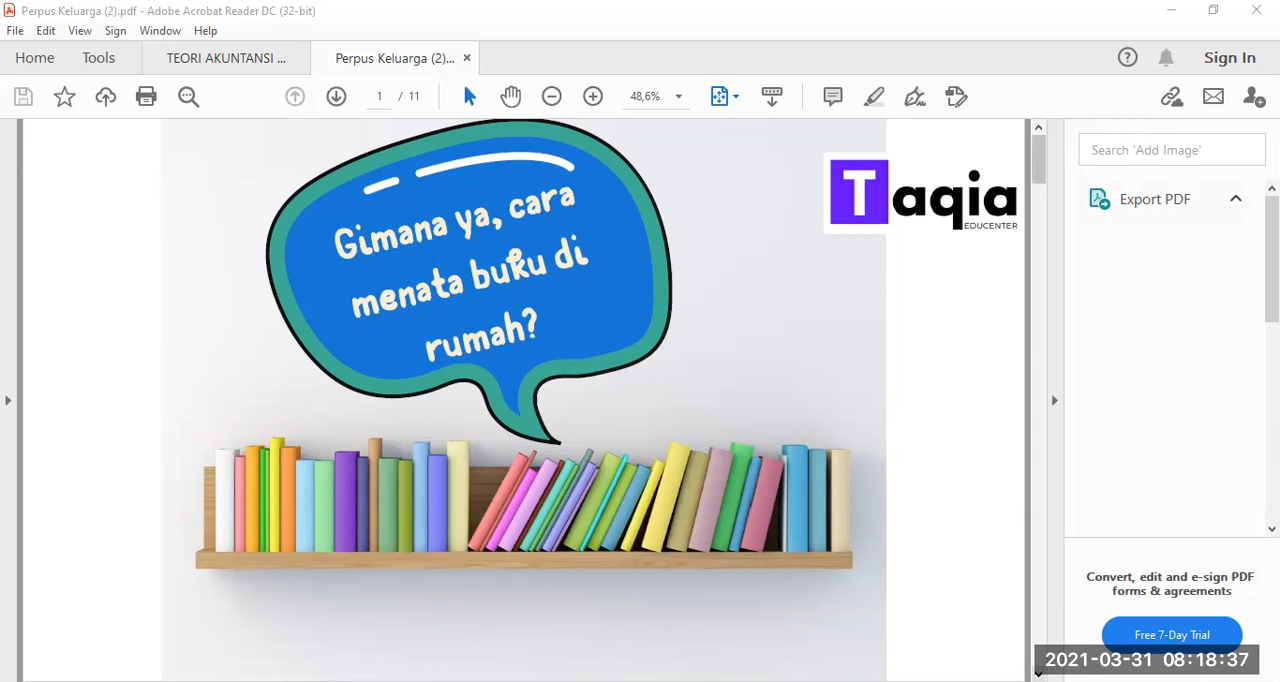 Perpus Keluarga (2).pdf - Adobe Acrobat Reader DC (32-bit)
File Edit View Sign Window Help
Home Tools TEORI AKUNTANSI ... Perpus Keluarga (2)... × Sign In
1 / 11 48,6%
Gimana ya, cara
menata buku di
rumah?
Taqia
EDUCENTER
Search 'Add Image'
Export PDF
Convert, edit and e-sign PDF
forms & agreements
Free 7-Day Trial
2021-03-31 08:18:37